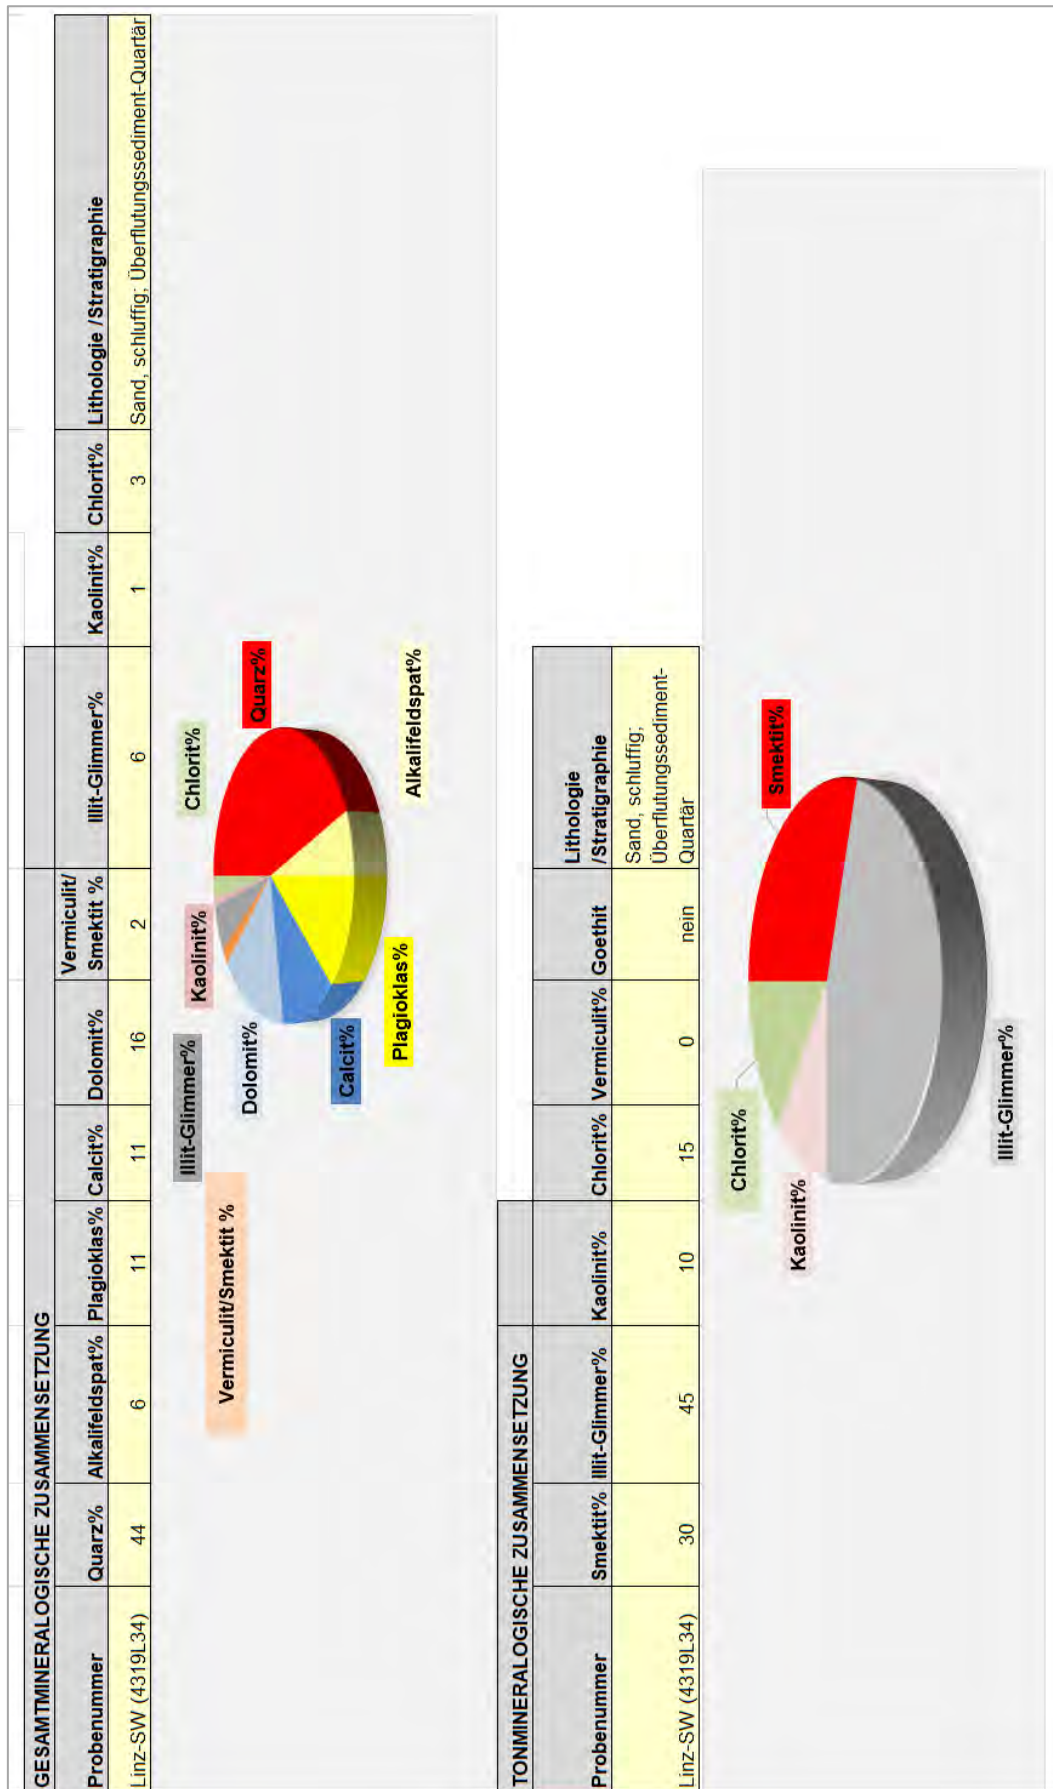 GESAMTMINERALOGISCHE ZUSAMMENSETZUNG
Probenummer Quarz% Alkalifeldspat% Plagioklas% Calcit% Dolomit% Vermiculit/ Smektit % Illit-Glimmer% Kaolinit% Chlorit% Lithologie /Stratigraphie
Linz-SW (4319L34) 44 6 11 11 16 2 6 1 3 Sand, schluffig; Überflutungssediment-Quartär
Chlorit%
Kaolinit%
Quarz%
Illit-Glimmer%
Vermiculit/Smektit %
Dolomit%
Calcit%
Plagioklas%
Alkalifeldspat%
TONMINERALOGISCHE ZUSAMMENSETZUNG
Probenummer Smektit% Illit-Glimmer% Kaolinit% Chlorit% Vermiculit% Goethit Lithologie
/Stratigraphie
Linz-SW (4319L34) 30 45 10 15 0 nein Sand, schluffig;
Überflutungssediment-
Quartär
Chlorit%
Smektit%
Kaolinit%
Illit-Glimmer%